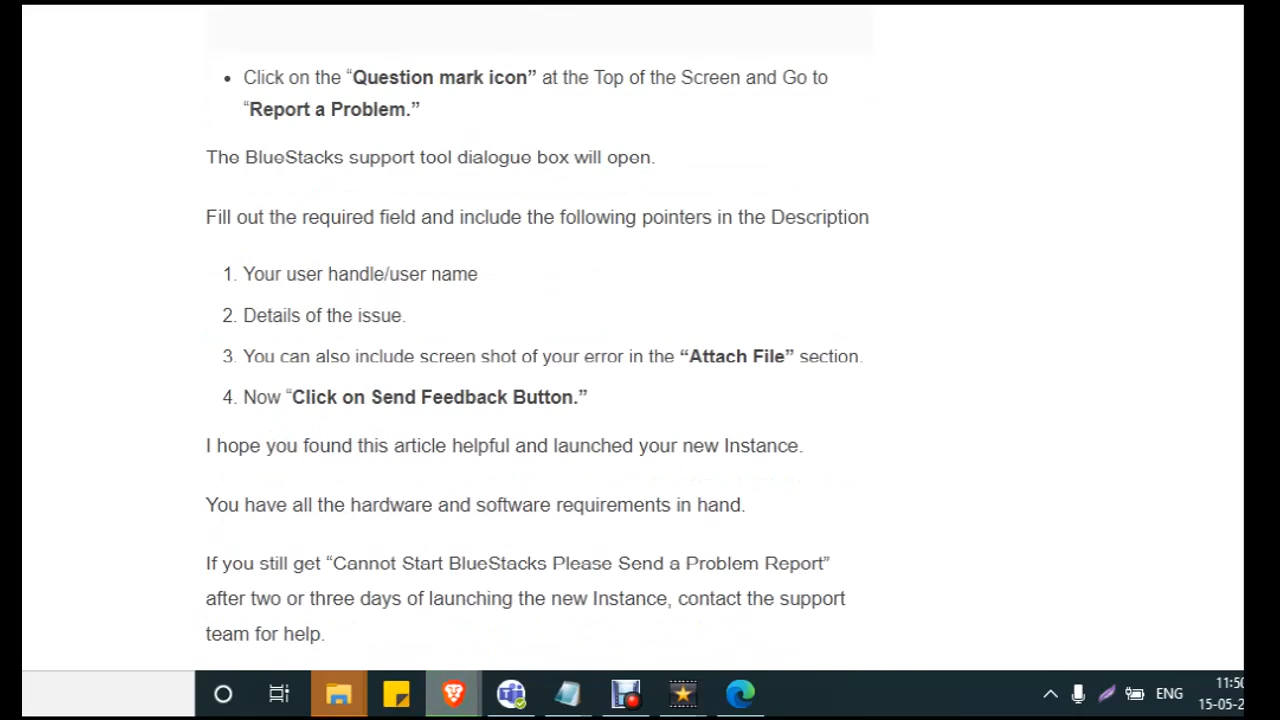 • Click on the “Question mark icon” at the Top of the Screen and Go to
“Report a Problem.”
The BlueStacks support tool dialogue box will open.
Fill out the required field and include the following pointers in the Description
1. Your user handle/user name
2. Details of the issue.
3. You can also include screen shot of your error in the “Attach File” section.
4. Now “Click on Send Feedback Button.”
I hope you found this article helpful and launched your new Instance.
You have all the hardware and software requirements in hand.
If you still get “Cannot Start BlueStacks Please Send a Problem Report”
after two or three days of launching the new Instance, contact the support
team for help.
ENG
11:50
15-05-2